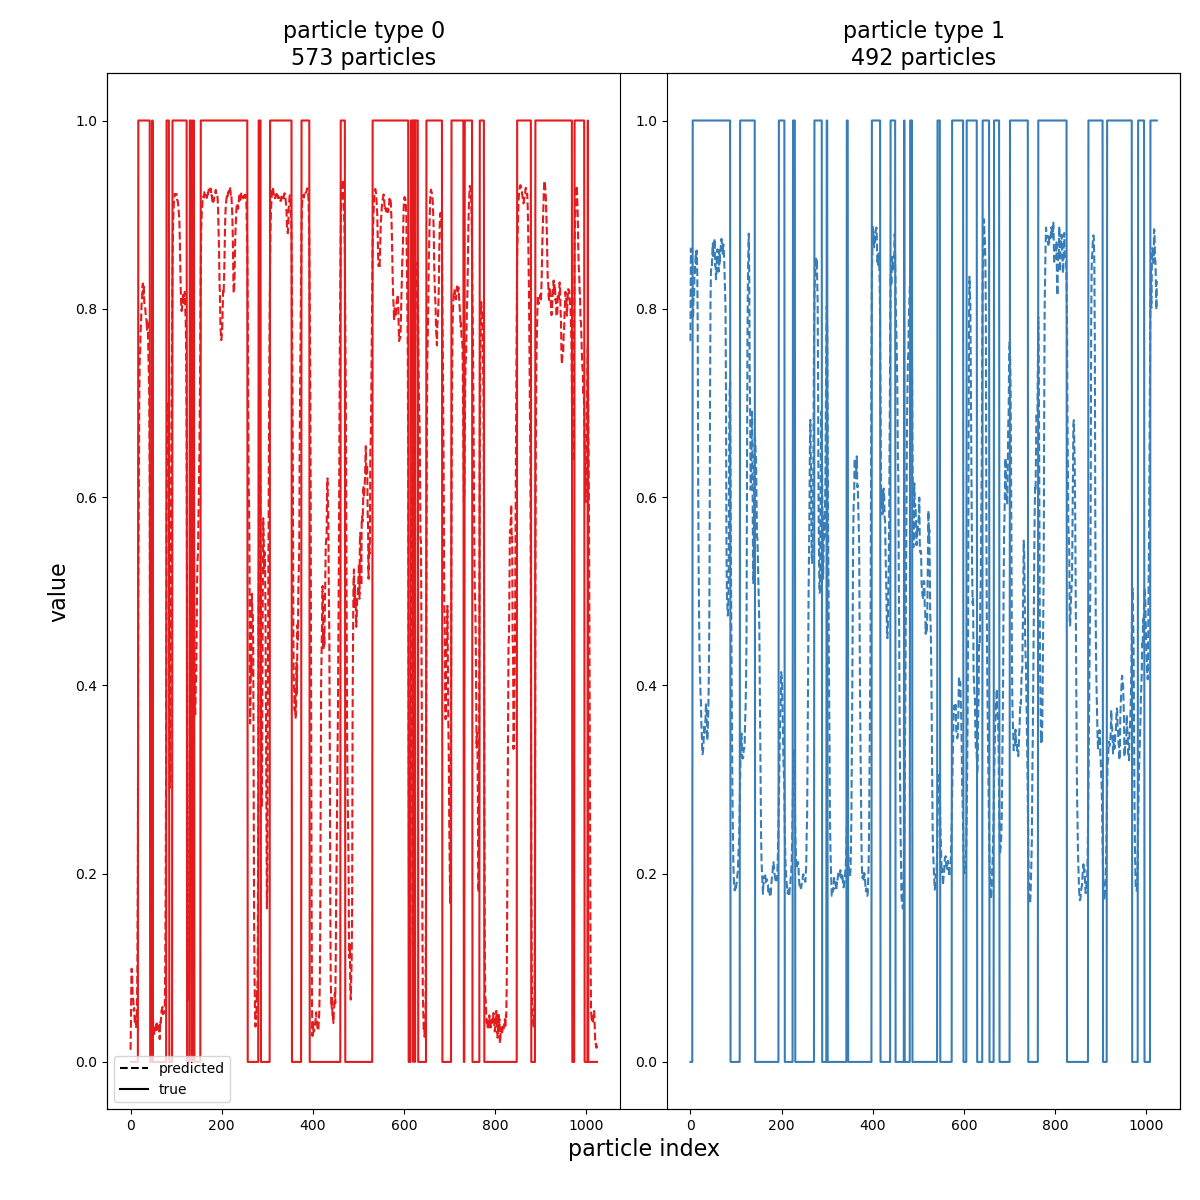 particle type 0
573 particles
particle type 1
492 particles
value
1.0
0.8
0.6
0.4
0.2
0.0
1.0
0.8
0.6
0.4
0.2
0.0
predicted
true
0 200 400 600 800 1000
0 200 400 600 800 1000
particle index